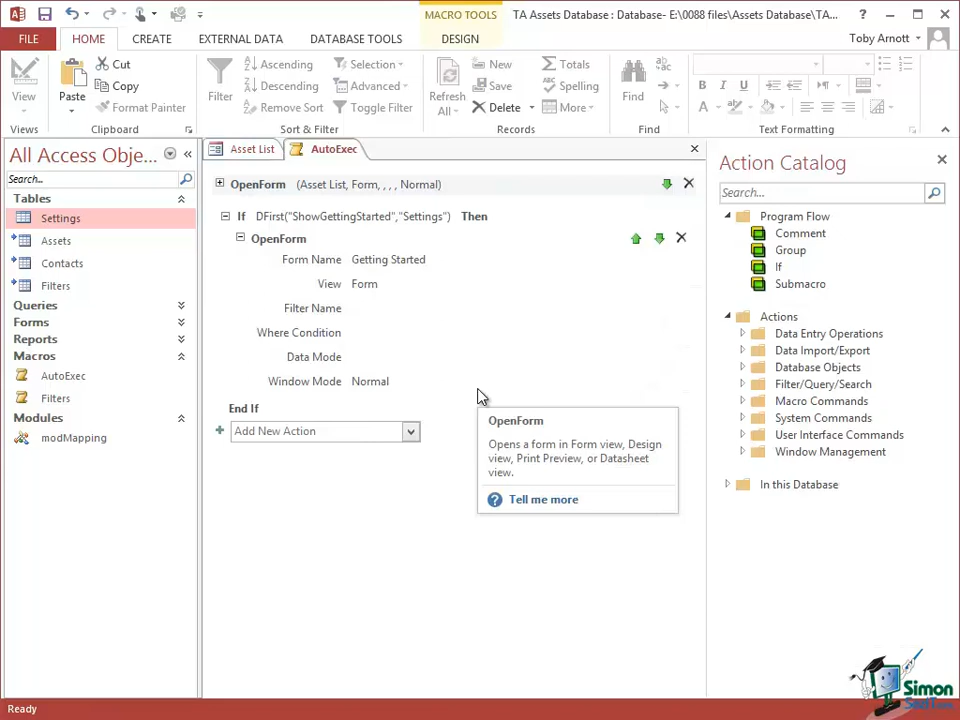 MACRO TOOLS
TA Assets Database : Database- E:\0088 files\Assets Database\TA...
?
FILE HOME CREATE EXTERNAL DATA DATABASE TOOLS DESIGN Toby Arnott
View
Views
Paste
Cut
Copy
Format Painter
Clipboard
Filter
Ascending
Descending
Remove Sort
Selection
Advanced
Toggle Filter
Sort & Filter
Refresh
All
New
Save
Delete
Totals
Spelling
More
Records
Find
Find
B I U
A
Text Formatting
All Access Obje...
Search...
Tables
Settings
Assets
Contacts
Filters
Queries
Forms
Reports
Macros
AutoExec
Filters
Modules
modMapping
Asset List AutoExec
OpenForm (Asset List, Form, , , , Normal)
If DFirst("ShowGettingStarted","Settings") Then
OpenForm
Form Name Getting Started
View Form
Filter Name
Where Condition
Data Mode
Window Mode Normal
End If
Add New Action
OpenForm
Opens a form in Form view, Design
view, Print Preview, or Datasheet
view.
? Tell me more
Action Catalog
Search...
Program Flow
Comment
Group
If
Submacro
Actions
Data Entry Operations
Data Import/Export
Database Objects
Filter/Query/Search
Macro Commands
System Commands
User Interface Commands
Window Management
In this Database
Ready
Simon